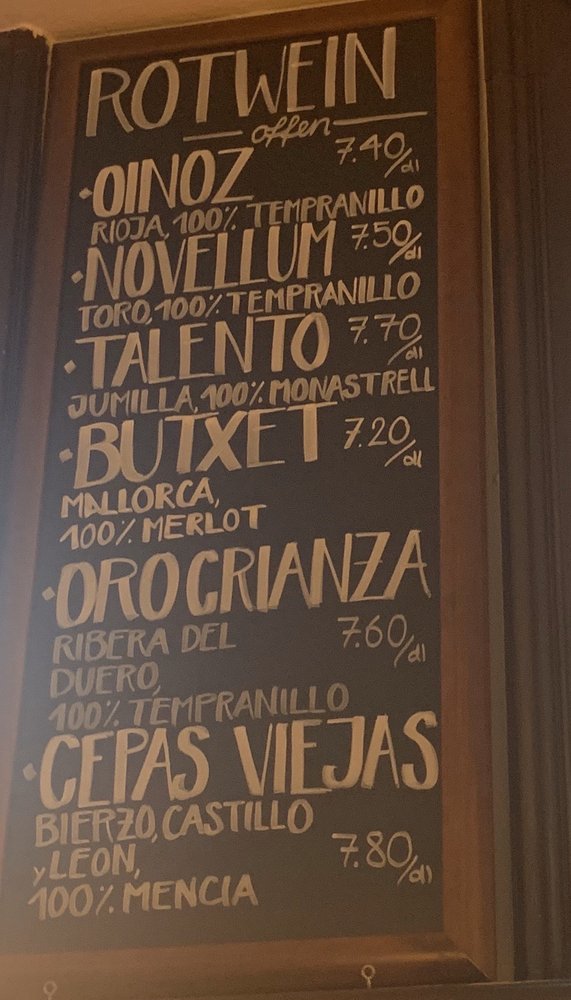 ROTWEIN
offen
OINOZ 7.40/dl
RIOJA, 100% TEMPRANILLO
NOVELLUM 7.50/dl
TORO, 100% TEMPRANILLO
TALENTO 7.70/dl
JUMILLA, 100% MONASTRELL
BUTXET 7.20/dl
MALLORCA,
100% MERLOT
ORO CRIANZA
RIBERA DEL 7.60/dl
DUERO,
100% TEMPRANILLO
CEPAS VIEJAS
BIERZO, CASTILLO
y LEON, 7.80/dl
100% MENCIA